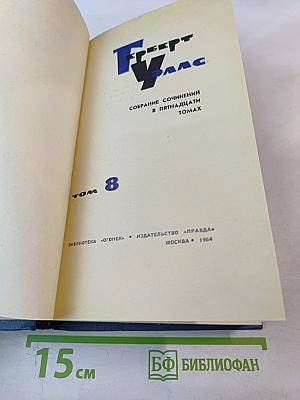 Герберт
Уэллс
СОБРАНИЕ СОЧИНЕНИЙ
В ПЯТНАДЦАТИ
ТОМАХ
ТОМ 8
БИБЛИОТЕКА «ОГОНЕК» • ИЗДАТЕЛЬСТВО «ПРАВДА»
МОСКВА • 1964
15 см
БФ БИБЛИОФАН